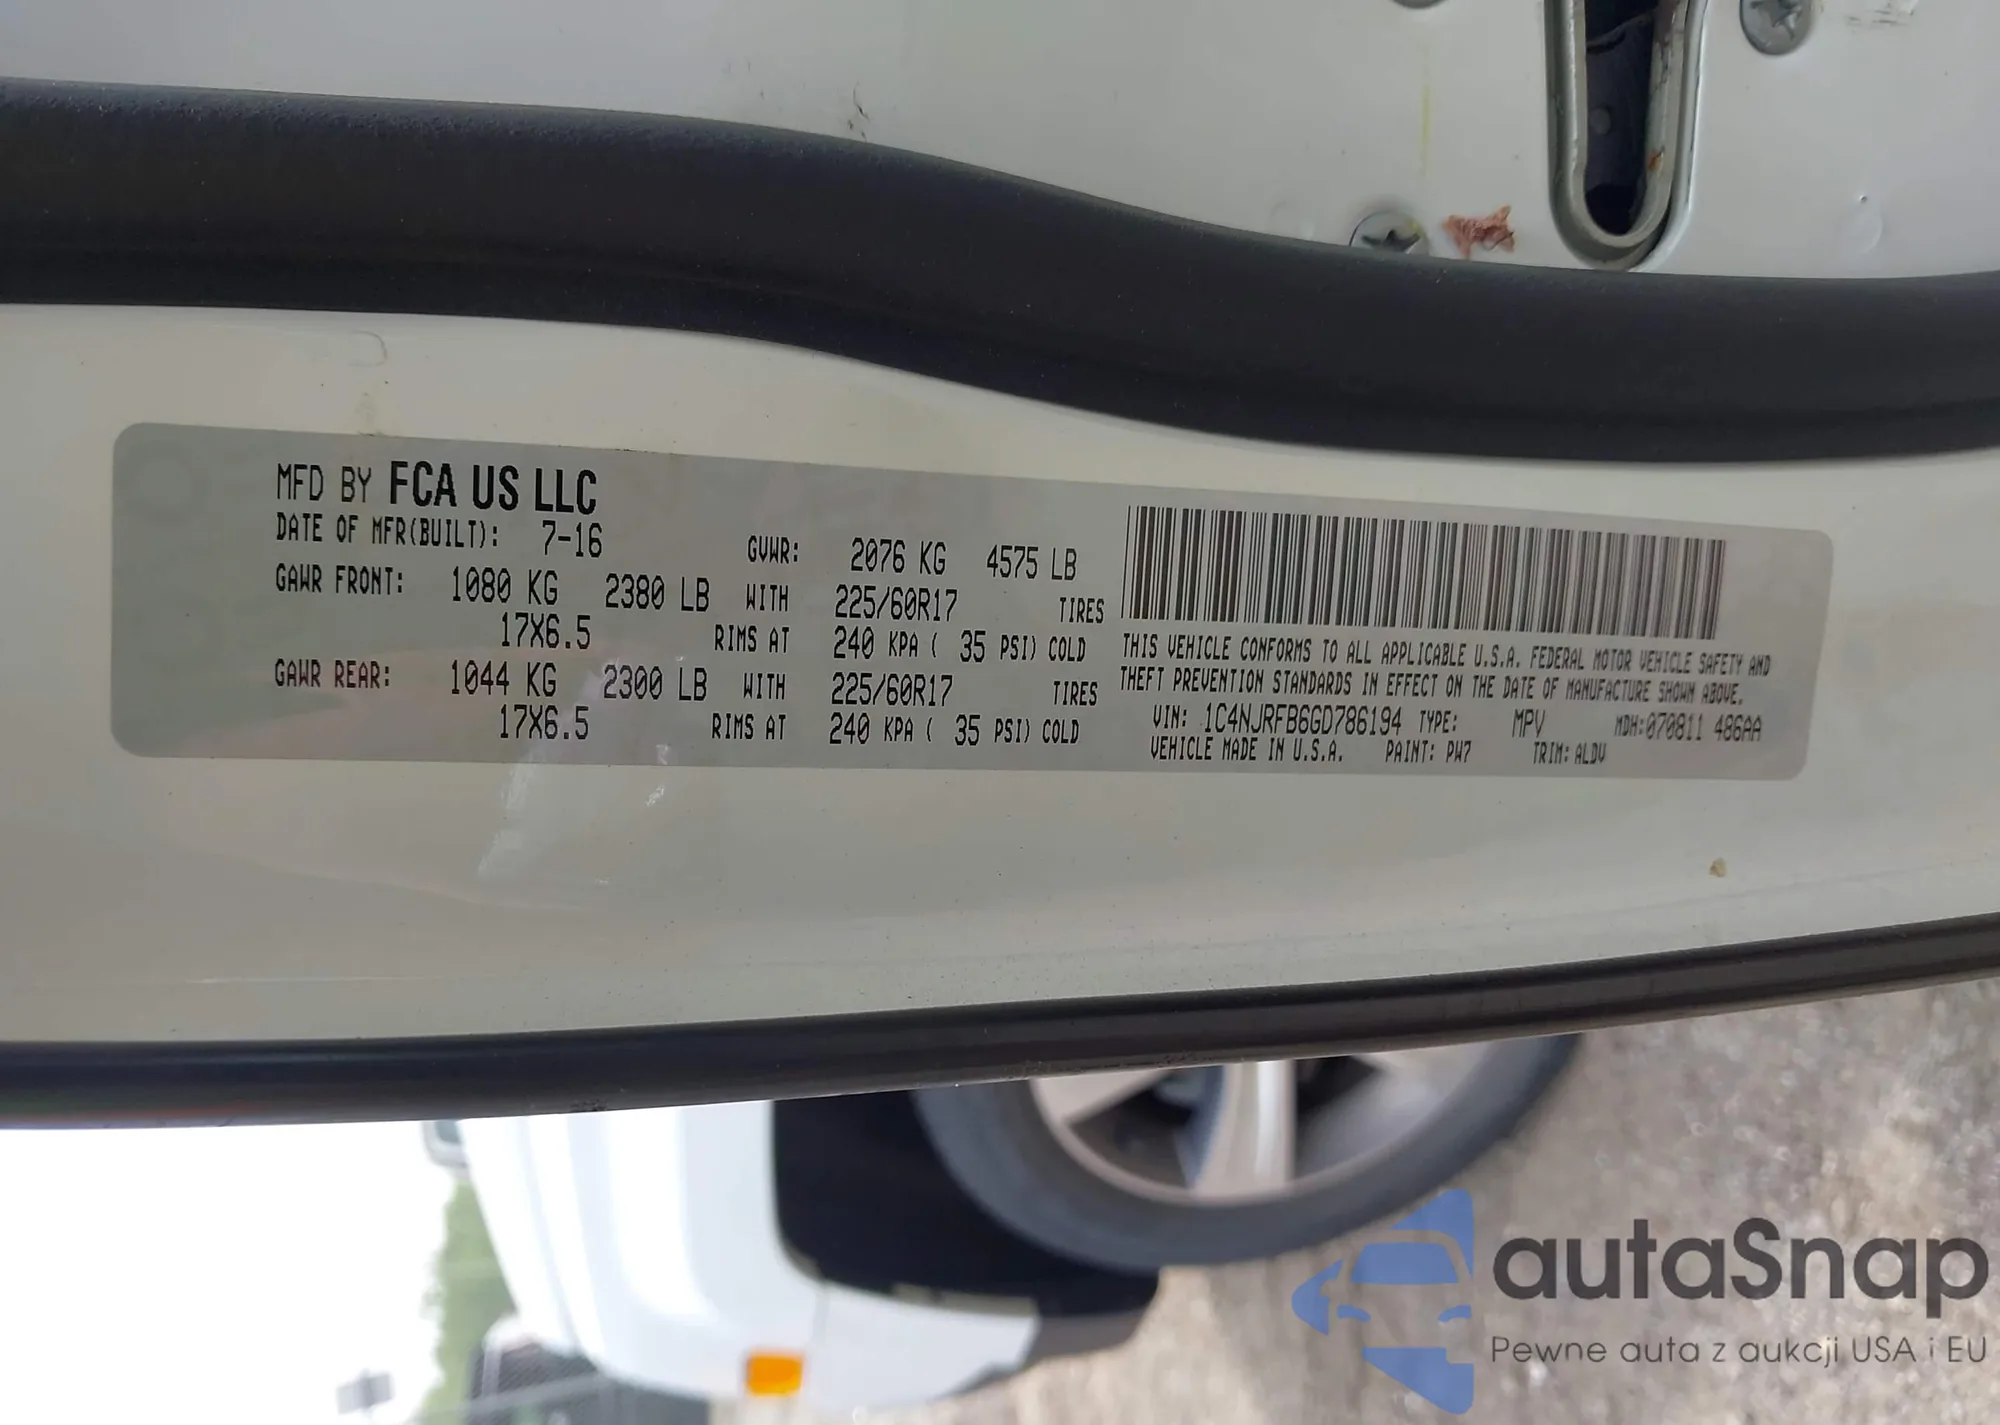 MFD BY FCA US LLC
DATE OF MFR(BUILT): 7-16 GVWR: 2076 KG 4575 LB
GAWR FRONT: 1080 KG 2380 LB WITH 225/60R17 TIRES
17X6.5 RIMS AT 240 KPA ( 35 PSI) COLD
GAWR REAR: 1044 KG 2300 LB WITH 225/60R17 TIRES
17X6.5 RIMS AT 240 KPA ( 35 PSI) COLD
THIS VEHICLE CONFORMS TO ALL APPLICABLE U.S.A. FEDERAL MOTOR VEHICLE SAFETY AND
THEFT PREVENTION STANDARDS IN EFFECT ON THE DATE OF MANUFACTURE SHOWN ABOVE.
VIN: 1C4NJRFB6GD786194 TYPE: MPV MDH:070811 486AA
VEHICLE MADE IN U.S.A. PAINT: PW7 TRIM: ALDV
autaSnap
Pewne auta z aukcji USA i EU